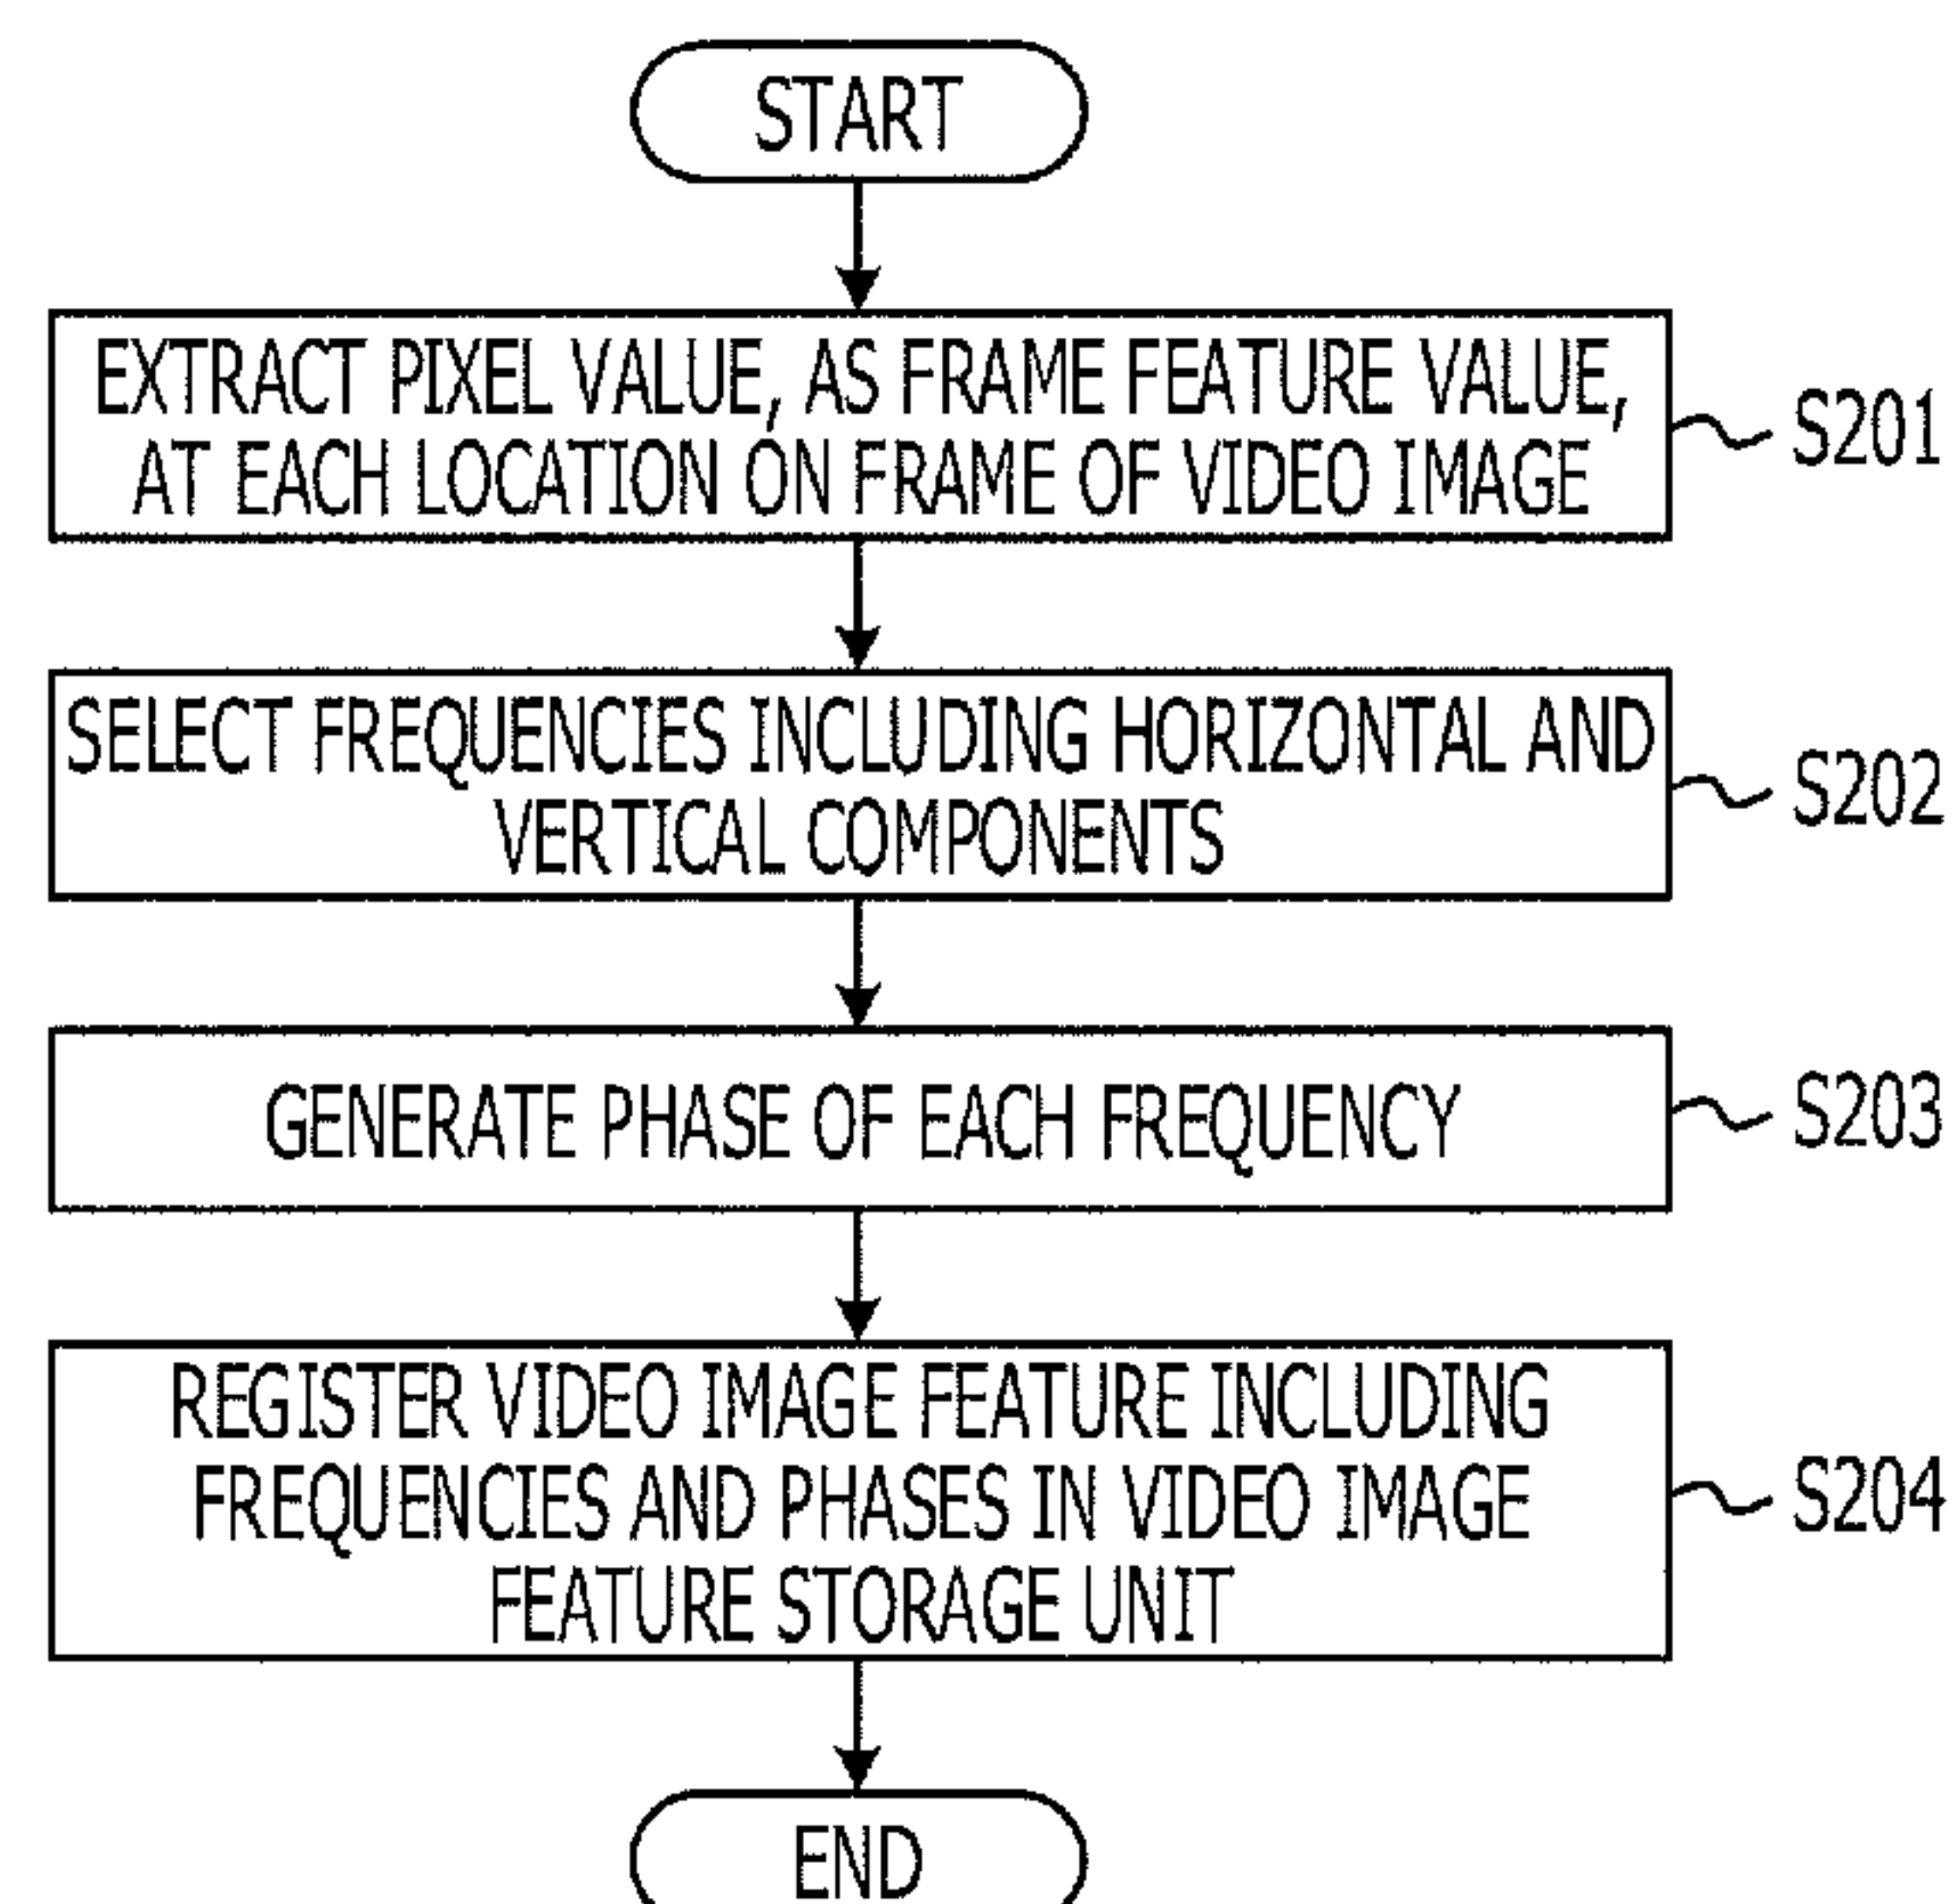 START
EXTRACT PIXEL VALUE, AS FRAME FEATURE VALUE,
AT EACH LOCATION ON FRAME OF VIDEO IMAGE
S201
SELECT FREQUENCIES INCLUDING HORIZONTAL AND
VERTICAL COMPONENTS
S202
GENERATE PHASE OF EACH FREQUENCY
S203
REGISTER VIDEO IMAGE FEATURE INCLUDING
FREQUENCIES AND PHASES IN VIDEO IMAGE
FEATURE STORAGE UNIT
S204
END